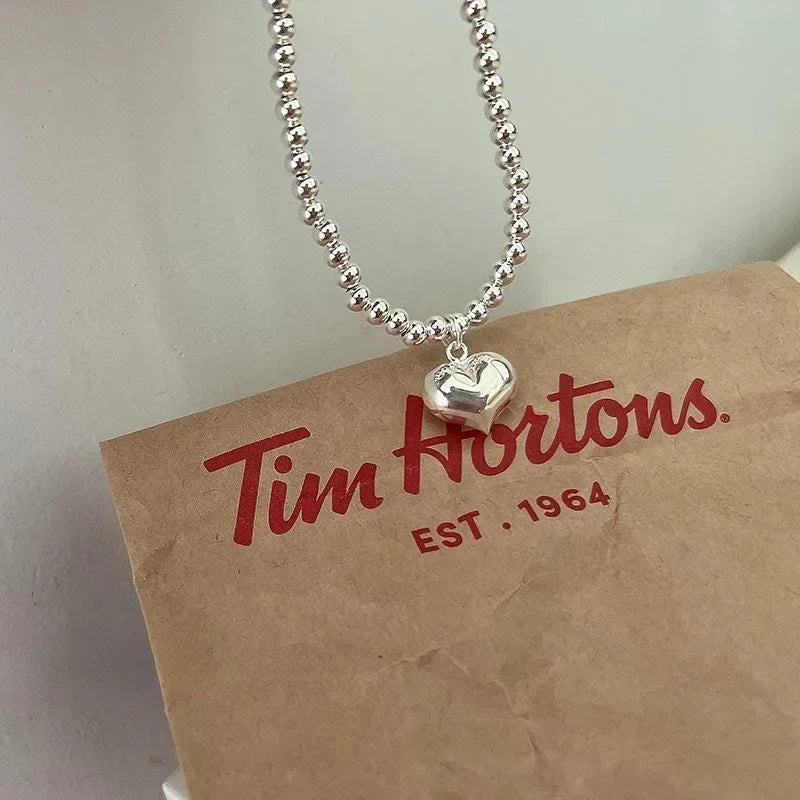 Tim Hortons.
EST . 1964